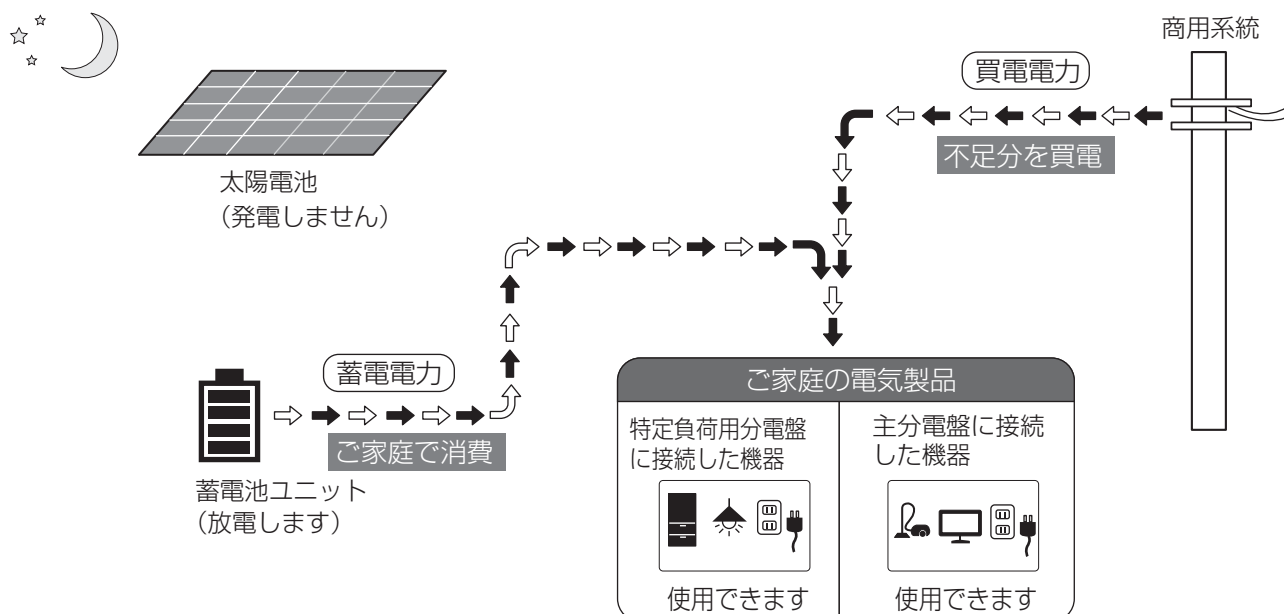 商用系統
買電電力
不足分を買電
太陽電池
（発電しません）
蓄電電力
ご家庭で消費
蓄電池ユニット
（放電します）
ご家庭の電気製品
特定負荷用分電盤
に接続した機器
使用できます
主分電盤に接続
した機器
使用できます